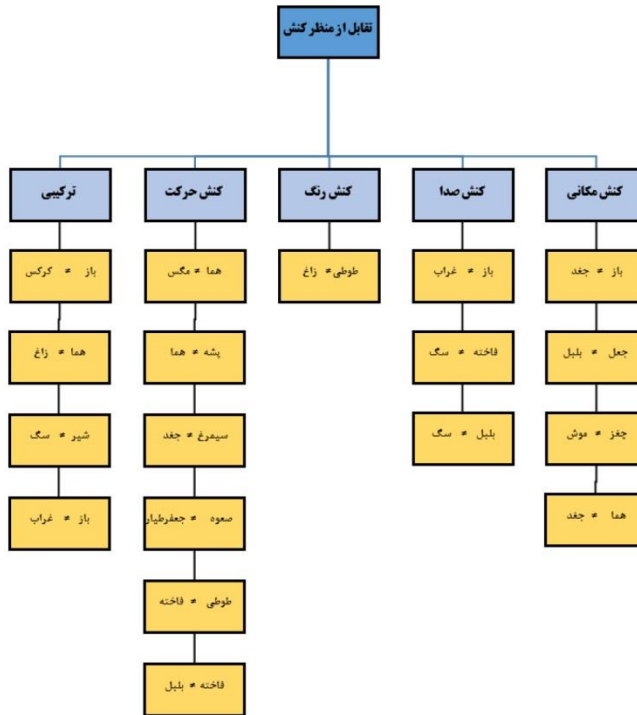 تقابل از منظر کنش
کنش مکانی
کنش صدا
کنش رنگ
کنش حرکت
ترکیبی
باز ≠ جغد
باز ≠ غراب
طوطی ≠ زاغ
هما ≠ مگس
باز ≠ کرکس
جعل ≠ بلبل
فاخته ≠ سگ
پشه ≠ هما
هما ≠ زاغ
چغز ≠ موش
بلبل ≠ سگ
سیمرغ ≠ جغد
شیر ≠ سگ
هما ≠ جغد
صعوه ≠ جعفرطیار
باز ≠ غراب
طوطی ≠ فاخته
فاخته ≠ بلبل